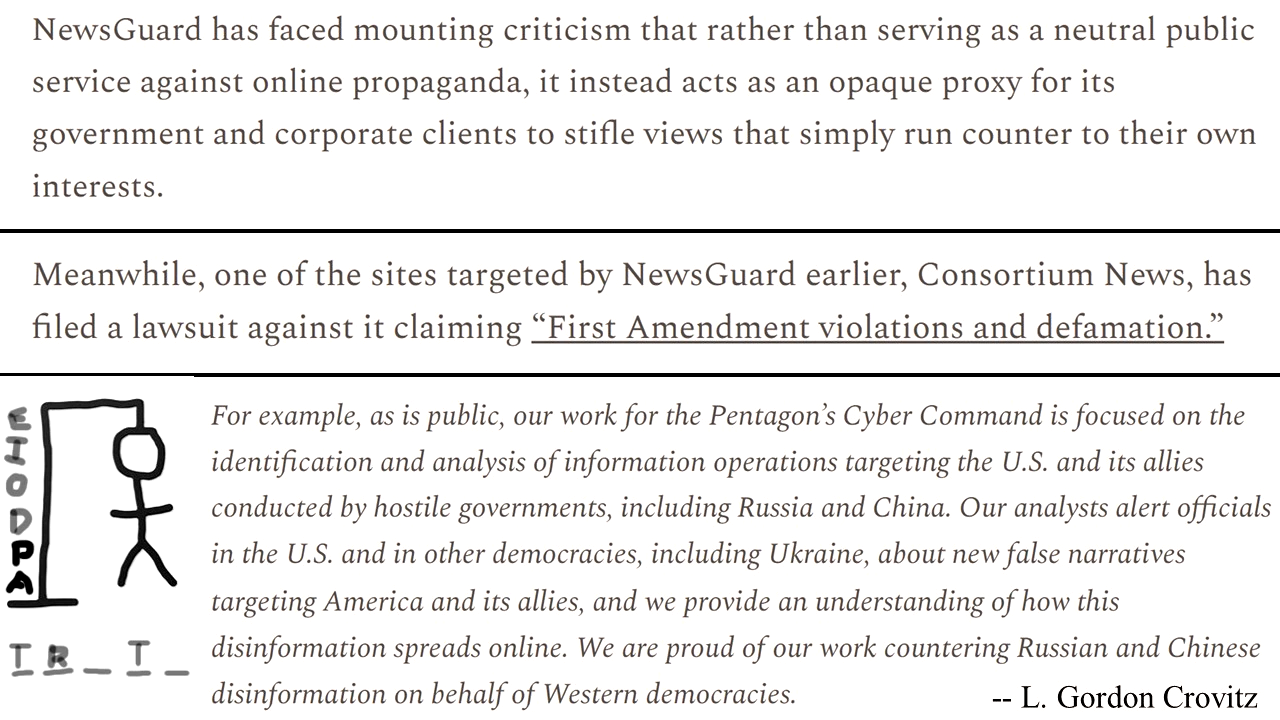 NewsGuard has faced mounting criticism that rather than serving as a neutral public
service against online propaganda, it instead acts as an opaque proxy for its
government and corporate clients to stifle views that simply run counter to their own
interests.
Meanwhile, one of the sites targeted by NewsGuard earlier, Consortium News, has
filed a lawsuit against it claiming “First Amendment violations and defamation.”
E
I
O
D
P
A
T R _ T _
For example, as is public, our work for the Pentagon’s Cyber Command is focused on the
identification and analysis of information operations targeting the U.S. and its allies
conducted by hostile governments, including Russia and China. Our analysts alert officials
in the U.S. and in other democracies, including Ukraine, about new false narratives
targeting America and its allies, and we provide an understanding of how this
disinformation spreads online. We are proud of our work countering Russian and Chinese
disinformation on behalf of Western democracies.
-- L. Gordon Crovitz